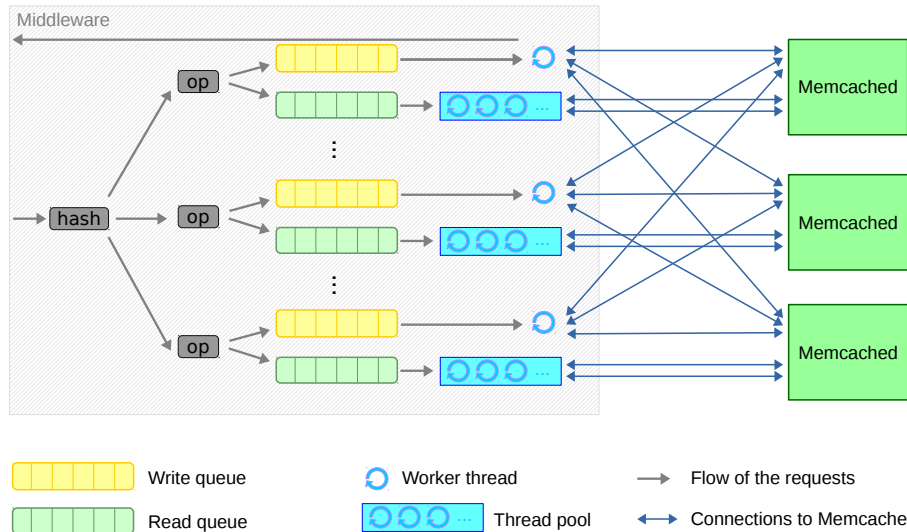 Middleware
op
Memcached
...
...
hash
op
...
Memcached
...
op
Memcached
...
Write queue
Worker thread
Flow of the requests
Read queue
...
Thread pool
Connections to Memcache